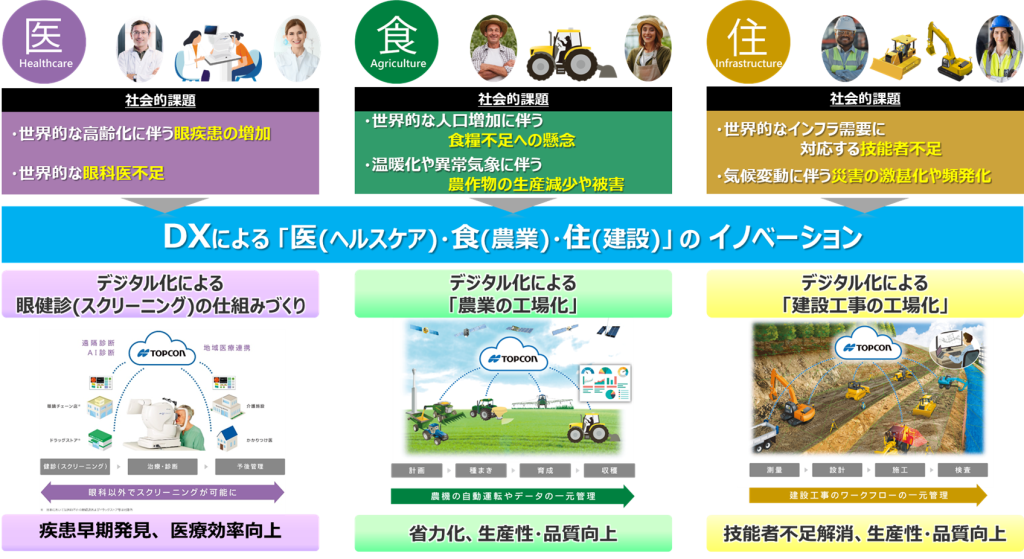 医
Healthcare
社会的課題
・世界的な高齢化に伴う眼疾患の増加
・世界的な眼科医不足
食
Agriculture
社会的課題
・世界的な人口増加に伴う
食糧不足への懸念
・温暖化や異常気象に伴う
農作物の生産減少や被害
住
Infrastructure
社会的課題
・世界的なインフラ需要に
対応する技能者不足
・気候変動に伴う災害の激甚化や頻発化
DXによる「医(ヘルスケア)・食(農業)・住(建設)」の イノベーション
デジタル化による
眼健診(スクリーニング)の仕組みづくり
遠隔診断
AI診断
TOPCON
地域医療連携
眼鏡チェーン店*
介護施設
ドラッグストア*
かかりつけ医
健診(スクリーニング)
治療・診断
予後管理
眼科以外でスクリーニングが可能に
疾患早期発見、医療効率向上
デジタル化による
「農業の工場化」
TOPCON
計画
種まき
育成
収穫
農機の自動運転やデータの一元管理
省力化、生産性・品質向上
デジタル化による
「建設工事の工場化」
TOPCON
測量
設計
施工
検査
建設工事のワークフローの一元管理
技能者不足解消、生産性・品質向上